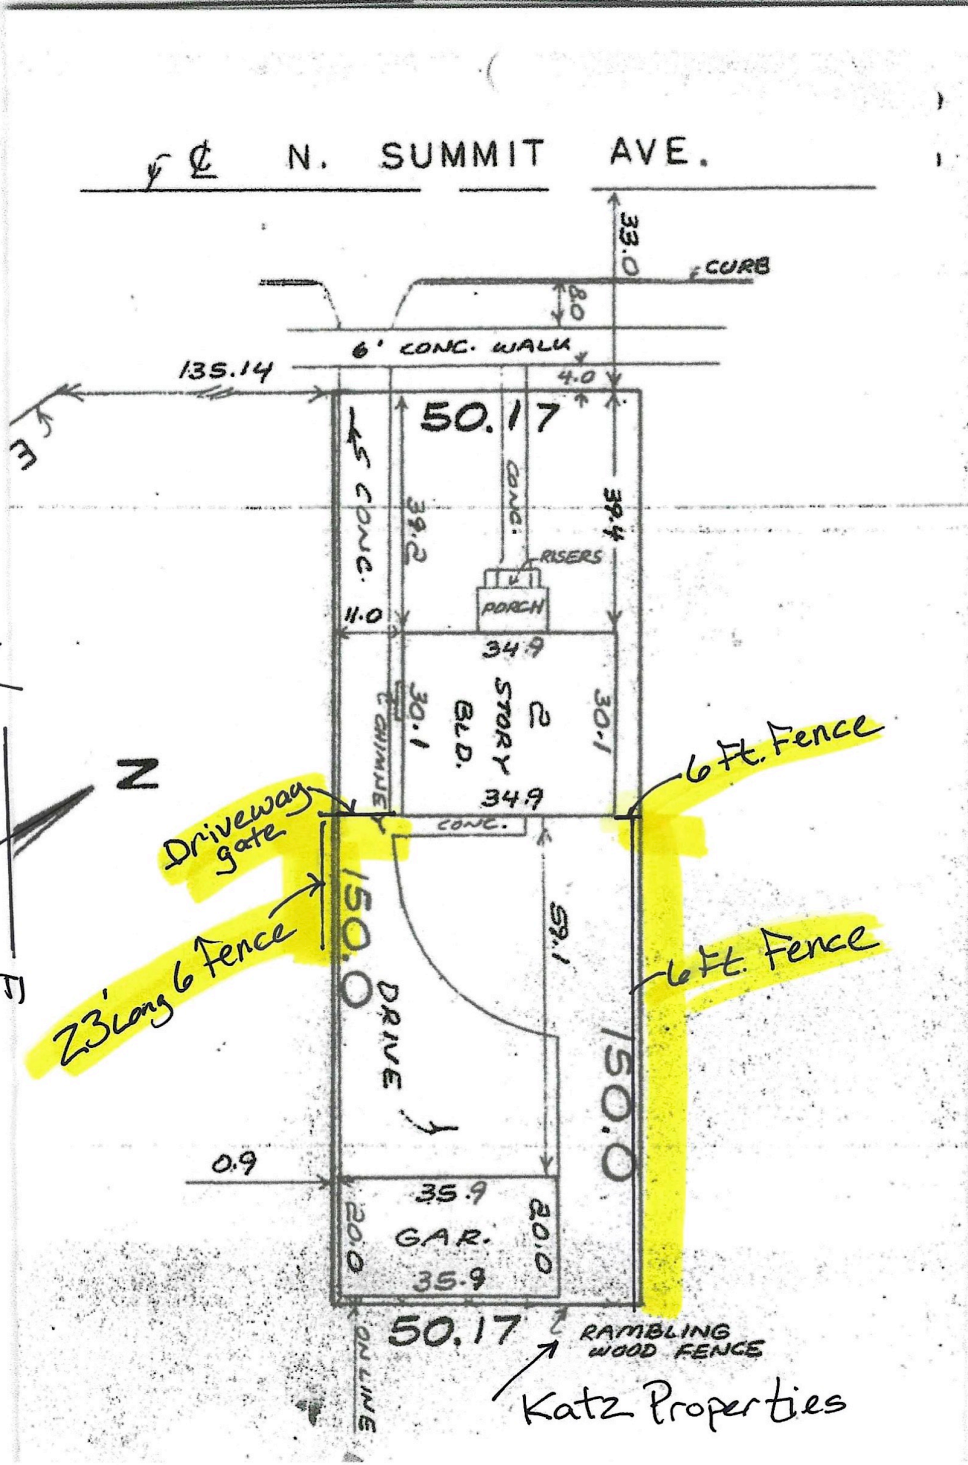 ℄ N. SUMMIT AVE.
33.0
CURB
8.0
6' CONC. WALK
135.14
4.0
50.17
3
5 CONC.
39.2
CONC.
39.4
RISERS
PORCH
11.0
34.9
30.1
2 STORY
BLD.
30.1
CHIMNEY
N
6 Ft. Fence
34.9
Driveway
gate
CONC.
150.0
59.1
23' Long 6' Fence
6 Ft. Fence
DRIVE
150.0
0.9
35.9
20.0
GAR.
20.0
35.9
50.17
RAMBLING
WOOD FENCE
ON LINE
Katz Properties